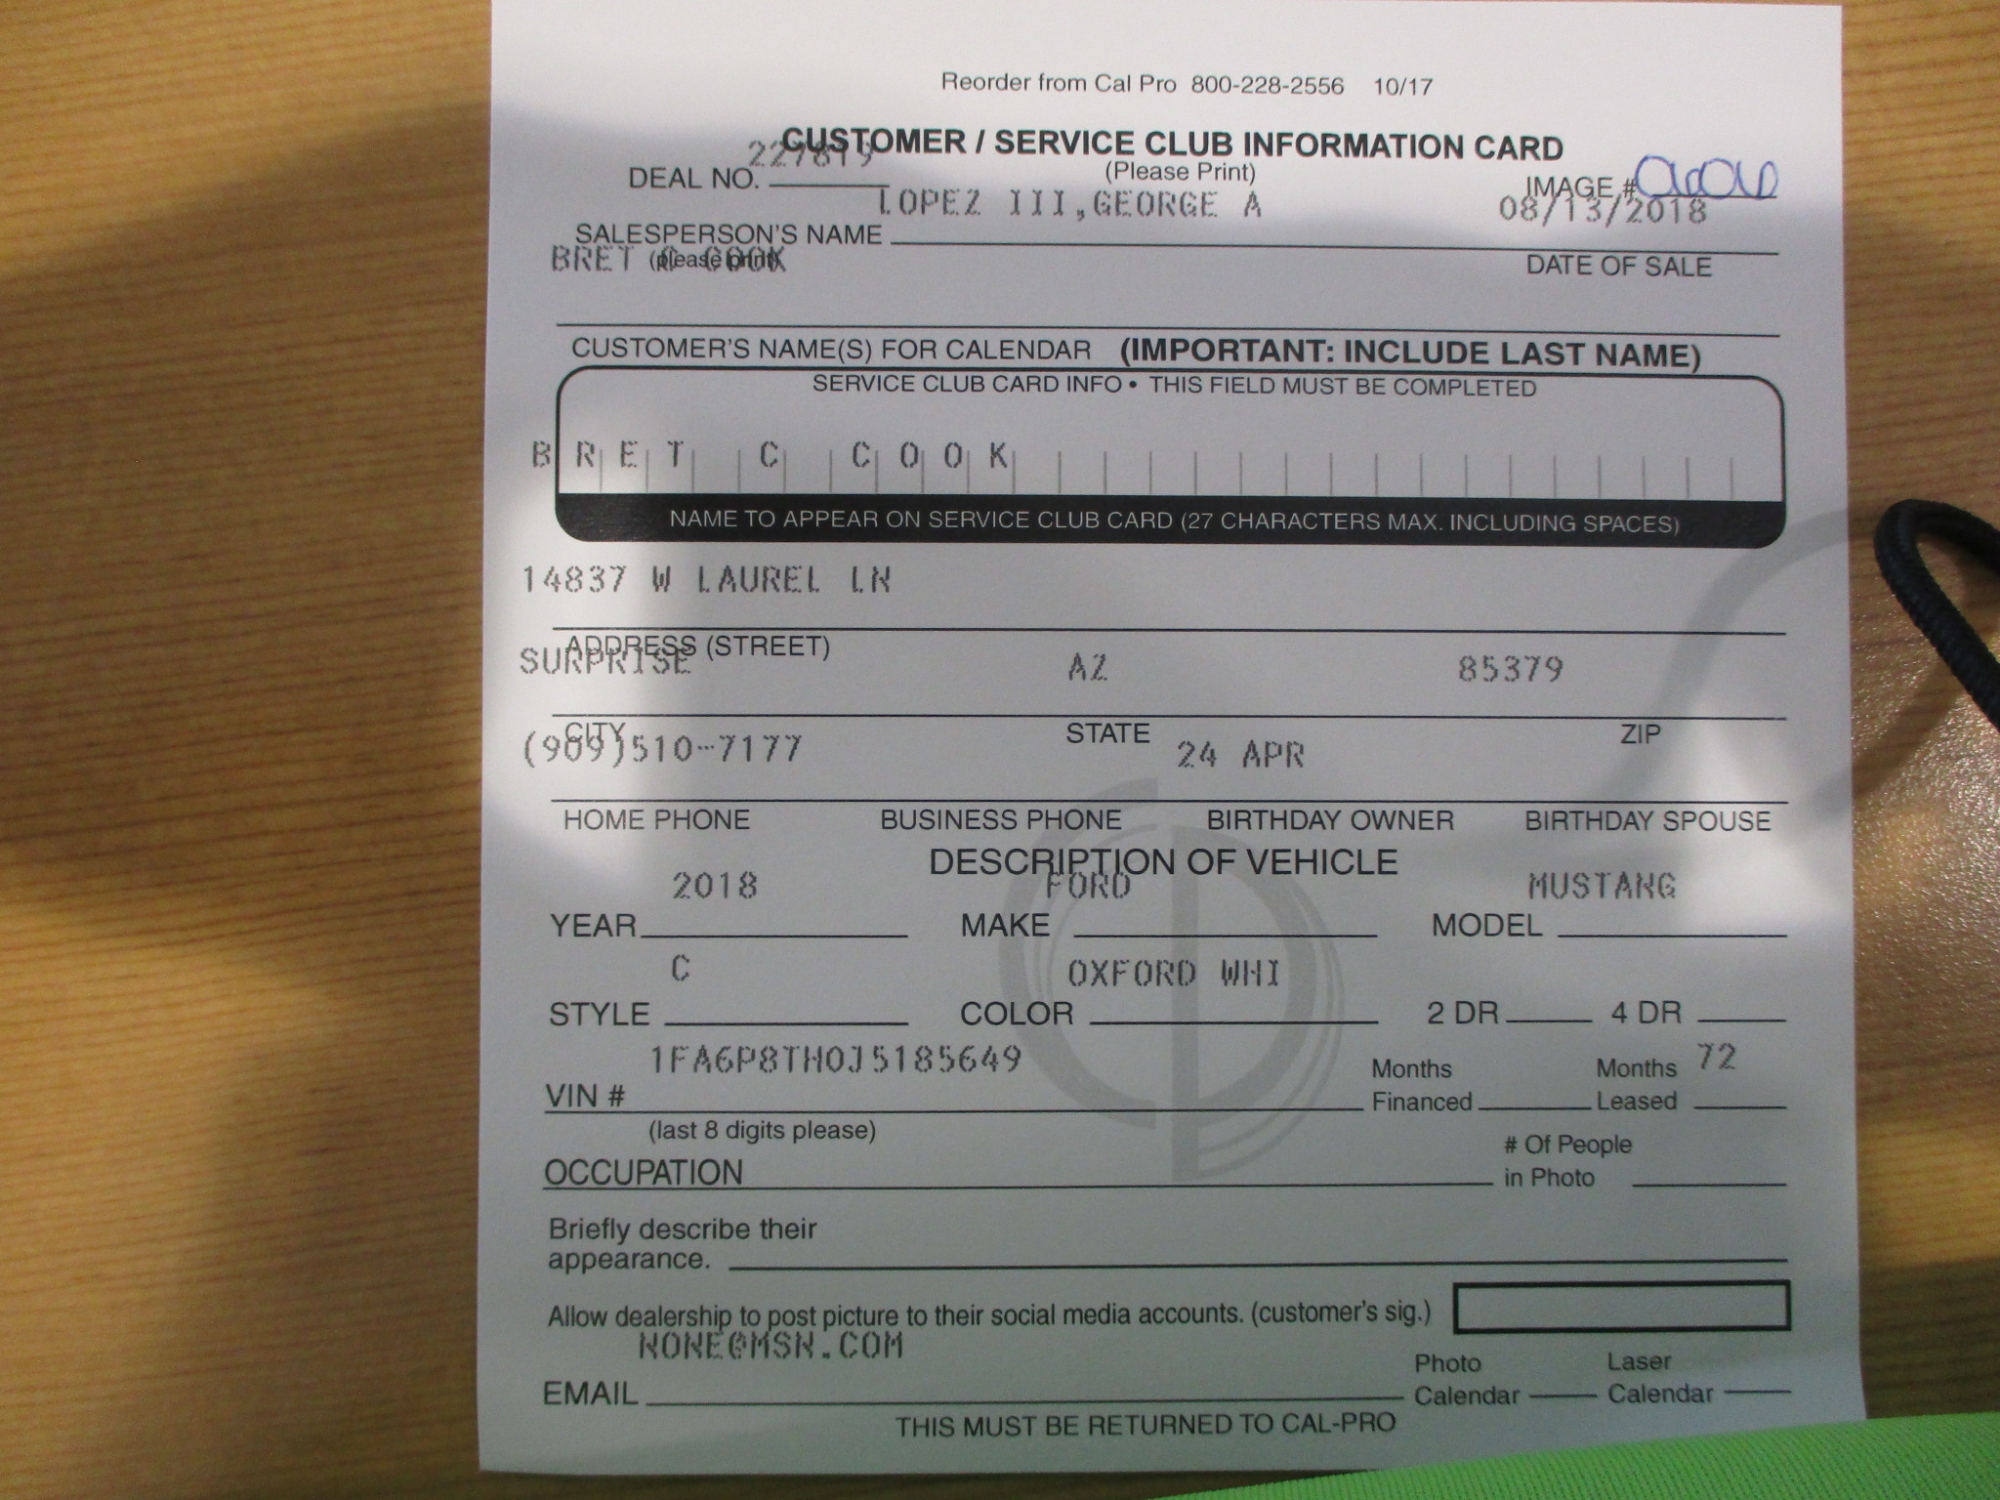 Reorder from Cal Pro 800-228-2556 10/17
CUSTOMER / SERVICE CLUB INFORMATION CARD
227819
DEAL NO.
(Please Print)
IMAGE #
LOPEZ III,GEORGE A
08/13/2018
SALESPERSON'S NAME
(please print)
DATE OF SALE
BRET C COOK
CUSTOMER'S NAME(S) FOR CALENDAR (IMPORTANT: INCLUDE LAST NAME)
SERVICE CLUB CARD INFO • THIS FIELD MUST BE COMPLETED
BRET C COOK
NAME TO APPEAR ON SERVICE CLUB CARD (27 CHARACTERS MAX. INCLUDING SPACES)
14837 W LAUREL LN
ADDRESS (STREET)
SURPRISE AZ 85379
CITY STATE ZIP
(909)510-7177 24 APR
HOME PHONE BUSINESS PHONE BIRTHDAY OWNER BIRTHDAY SPOUSE
DESCRIPTION OF VEHICLE
2018 FORD MUSTANG
YEAR MAKE MODEL
C OXFORD WHI
STYLE COLOR 2 DR 4 DR
1FA6P8TH0J5185649 72
VIN # Months Financed Months Leased
(last 8 digits please)
OCCUPATION # Of People in Photo
Briefly describe their
appearance.
Allow dealership to post picture to their social media accounts. (customer's sig.)
NONE@MSN.COM
EMAIL Photo Calendar Laser Calendar
THIS MUST BE RETURNED TO CAL-PRO